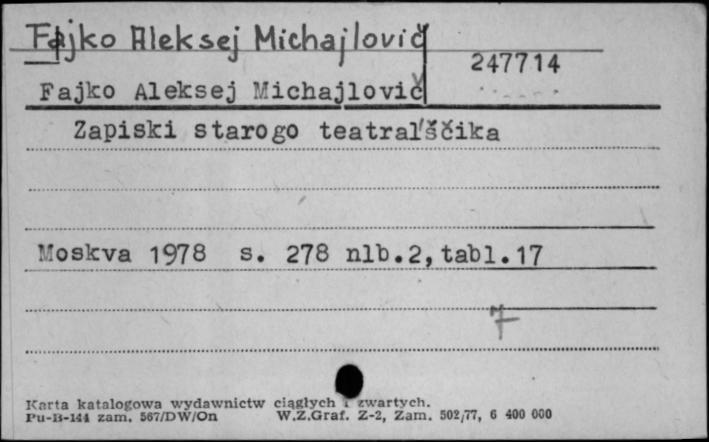 Fajko Aleksej Michajlovič
247714
Fajko Aleksej Michajlovič
Zapiski starogo teatral'ščika
Moskva 1978 s. 278 nlb.2, tabl.17
7
Karta katalogowa wydawnictw ciągłych i zwartych.
Pu-B-144 zam. 567/DW/On W.Z.Graf. Z-2, Zam. 502/77, 6 400 000